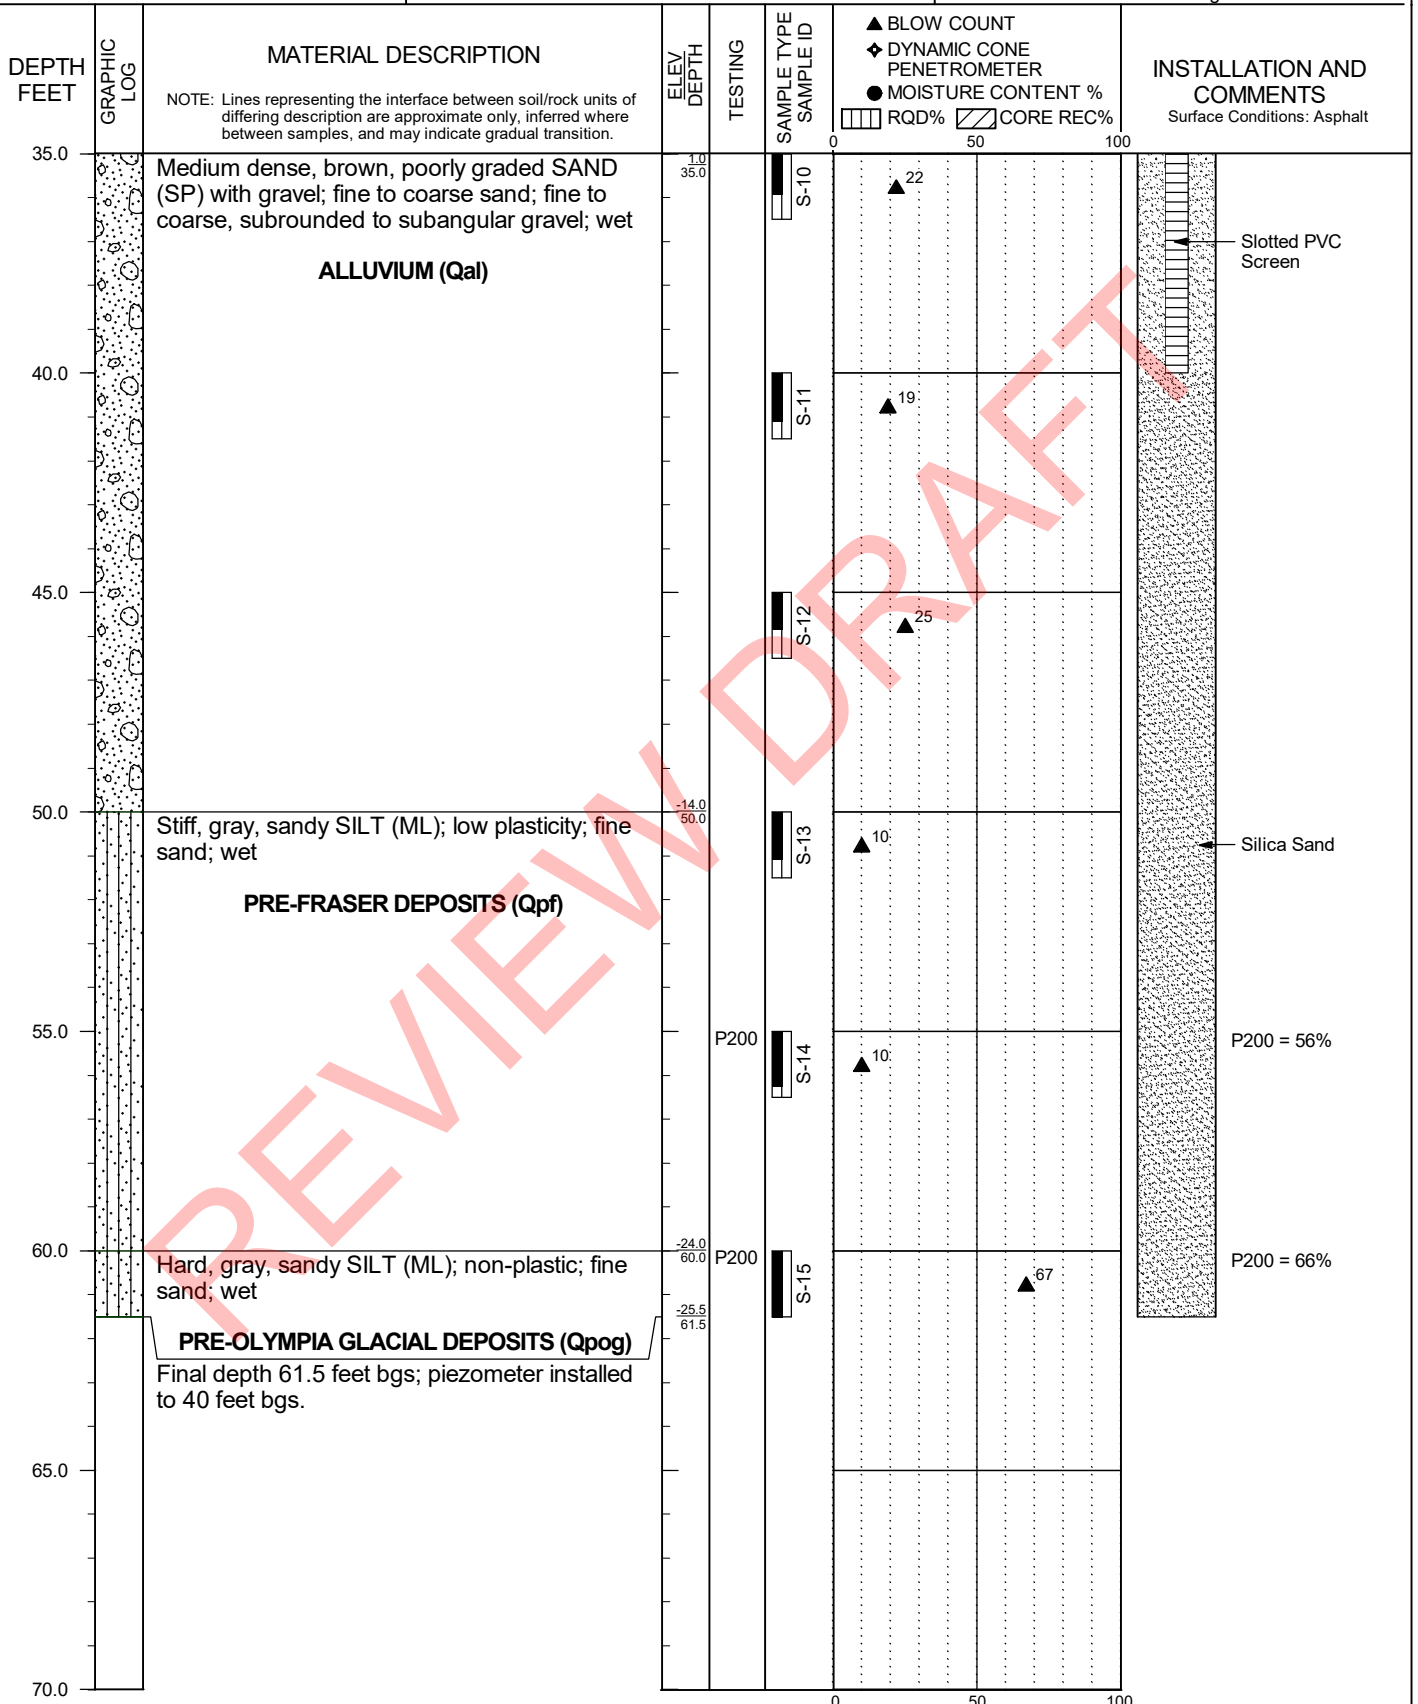 DEPTH
FEET
GRAPHIC
LOG
MATERIAL DESCRIPTION
NOTE: Lines representing the interface between soil/rock units of
differing description are approximate only, inferred where
between samples, and may indicate gradual transition.
ELEV
DEPTH
TESTING
SAMPLE TYPE
SAMPLE ID
▲ BLOW COUNT
DYNAMIC CONE
PENETROMETER
● MOISTURE CONTENT %
RQD% CORE REC%
0 50 100
INSTALLATION AND
COMMENTS
Surface Conditions: Asphalt
35.0
Medium dense, brown, poorly graded SAND
(SP) with gravel; fine to coarse sand; fine to
coarse, subrounded to subangular gravel; wet
ALLUVIUM (Qal)
1.0
35.0
S-10
22
Slotted PVC
Screen
40.0
S-11
19
45.0
S-12
25
50.0
-14.0
50.0
Stiff, gray, sandy SILT (ML); low plasticity; fine
sand; wet
PRE-FRASER DEPOSITS (Qpf)
S-13
10
Silica Sand
55.0
P200
S-14
10
P200 = 56%
60.0
-24.0
60.0
Hard, gray, sandy SILT (ML); non-plastic; fine
sand; wet
P200
S-15
67
P200 = 66%
-25.5
61.5
PRE-OLYMPIA GLACIAL DEPOSITS (Qpog)
Final depth 61.5 feet bgs; piezometer installed
to 40 feet bgs.
65.0
70.0
0 50 100
REVIEW DRAFT